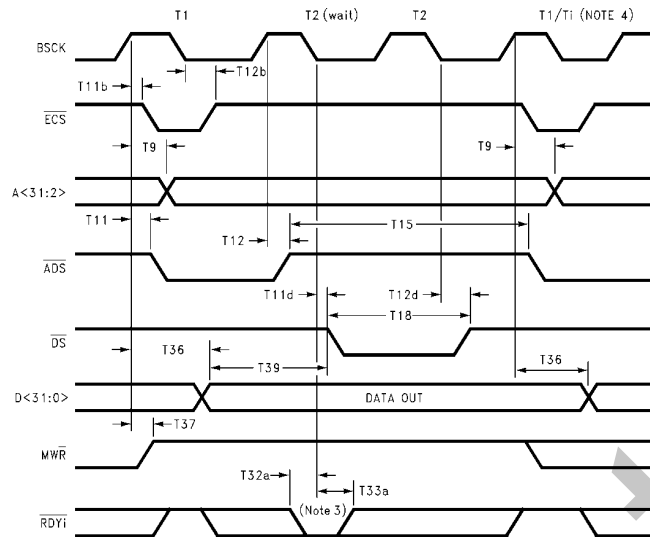 T1 T2 (wait) T2 T1/Ti (NOTE 4)
BSCK
T11b T12b
ECS
T9 T9
A<31:2>
T11 T12 T15
ADS
T11d T12d
T18
DS
T36 T39 T36
D<31:0> DATA OUT
T37
MWR
T32a T33a
(Note 3)
RDYi